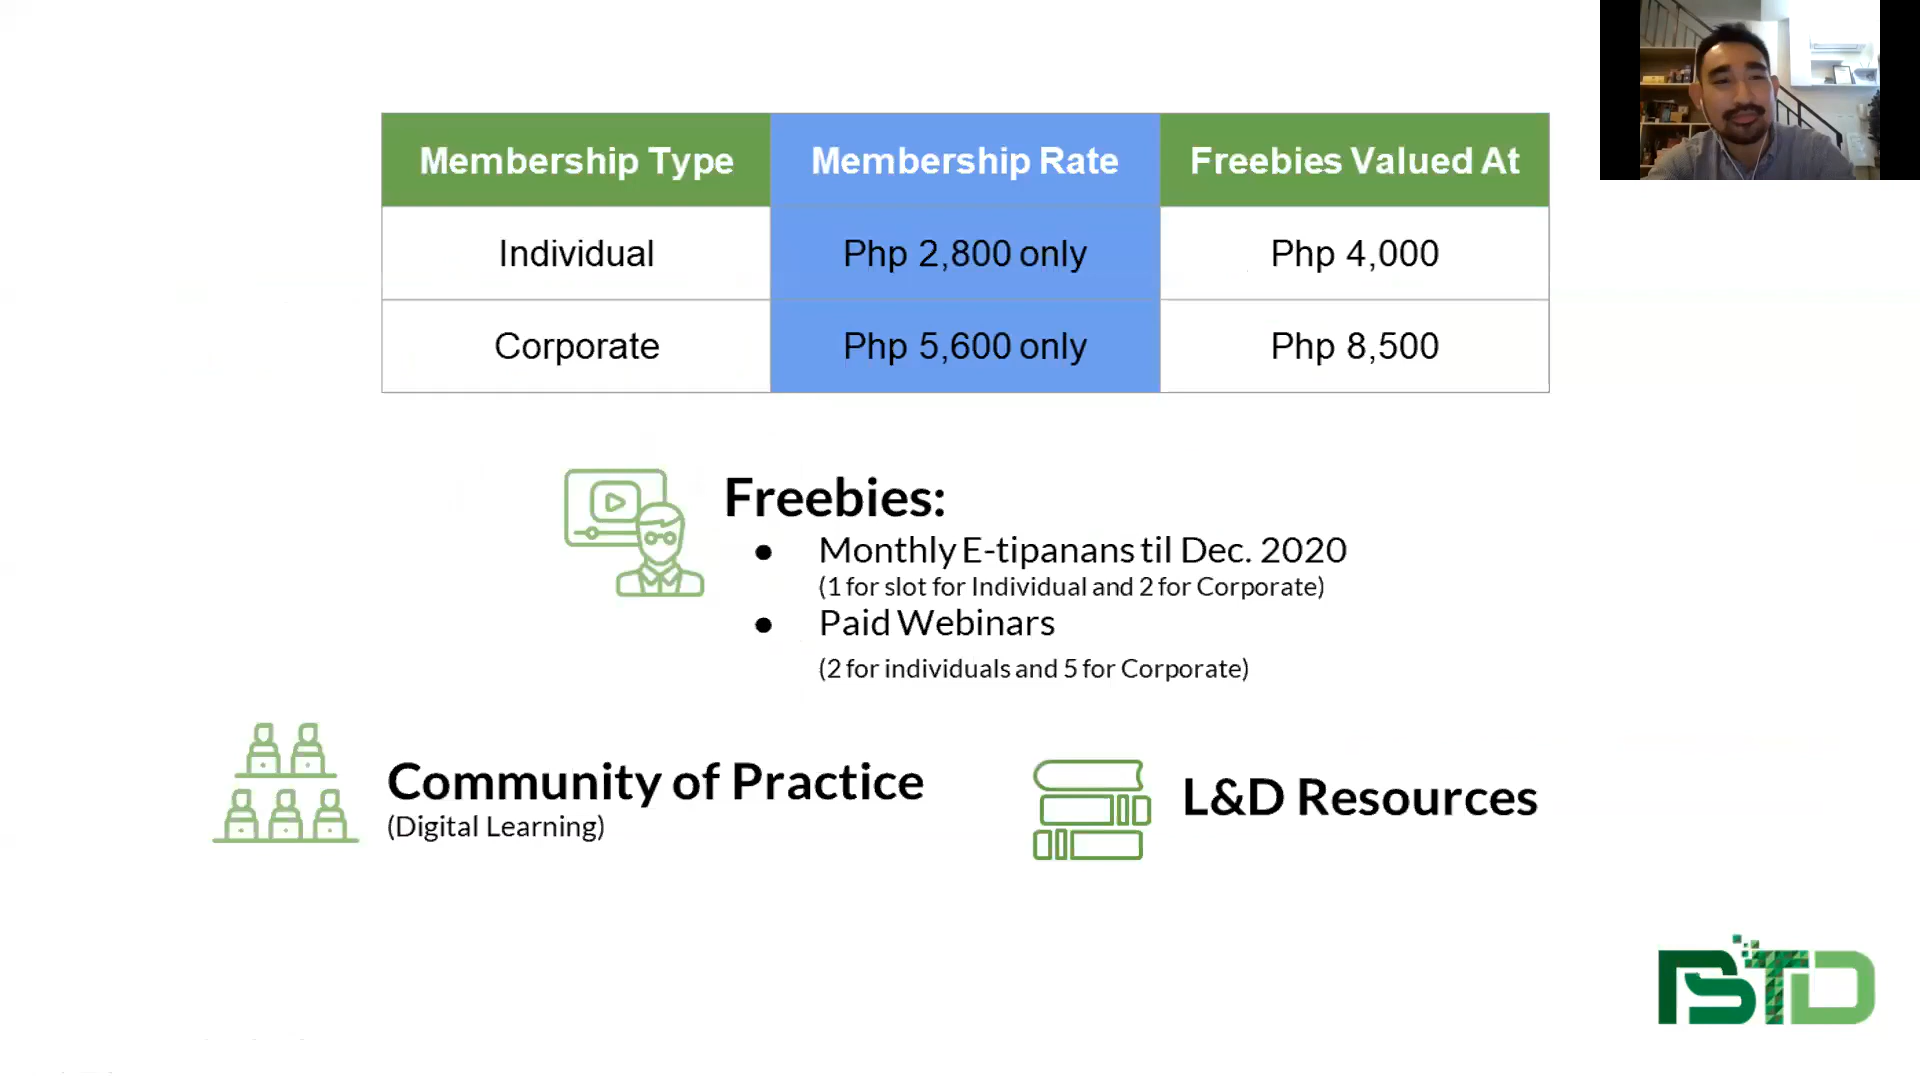 Membership Type Membership Rate Freebies Valued At
Individual Php 2,800 only Php 4,000
Corporate Php 5,600 only Php 8,500
Freebies:
● Monthly E-tipanans til Dec. 2020
(1 for slot for Individual and 2 for Corporate)
● Paid Webinars
(2 for individuals and 5 for Corporate)
Community of Practice
(Digital Learning)
L&D Resources
PSTD